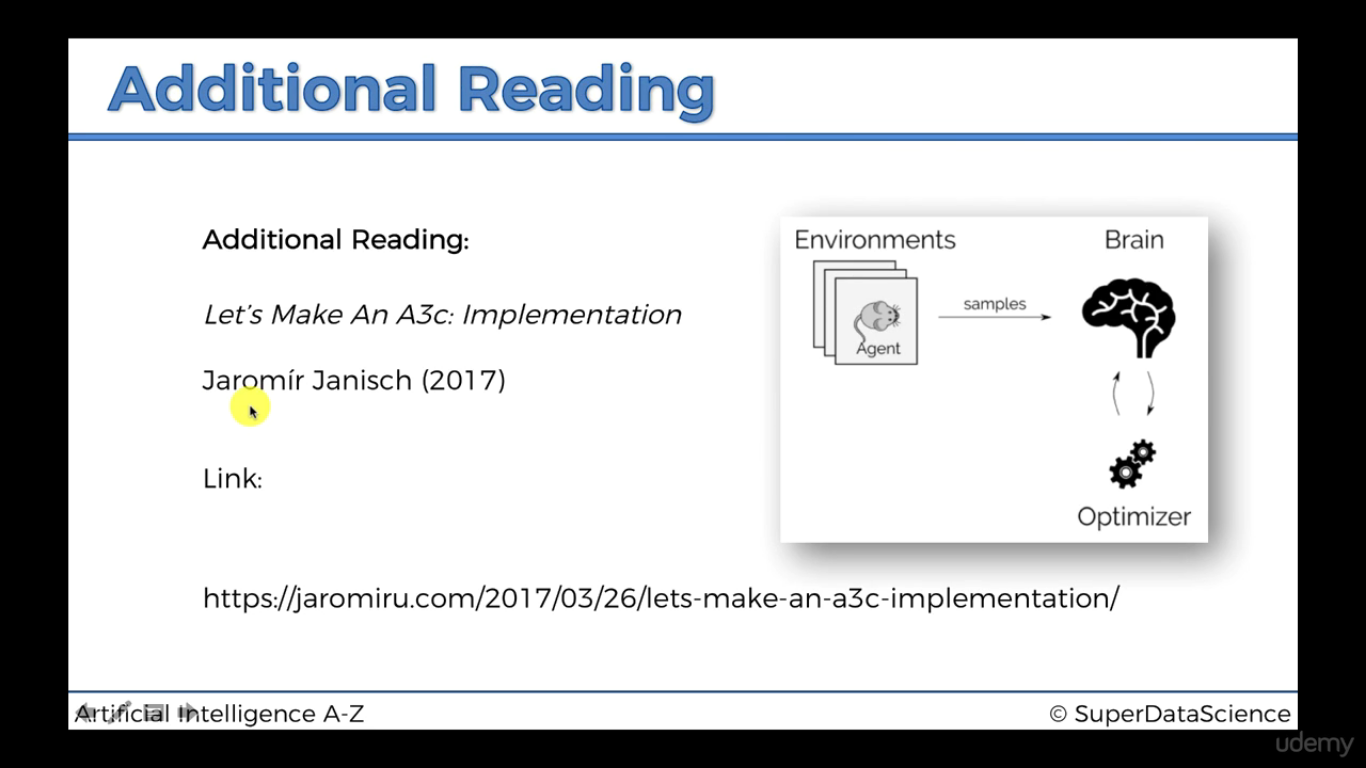 Additional Reading
Additional Reading:
Let's Make An A3c: Implementation
Jaromír Janisch (2017)
Link:
https://jaromiru.com/2017/03/26/lets-make-an-a3c-implementation/
Environments
Brain
samples
Agent
Optimizer
Artificial Intelligence A-Z
© SuperDataScience
udemy